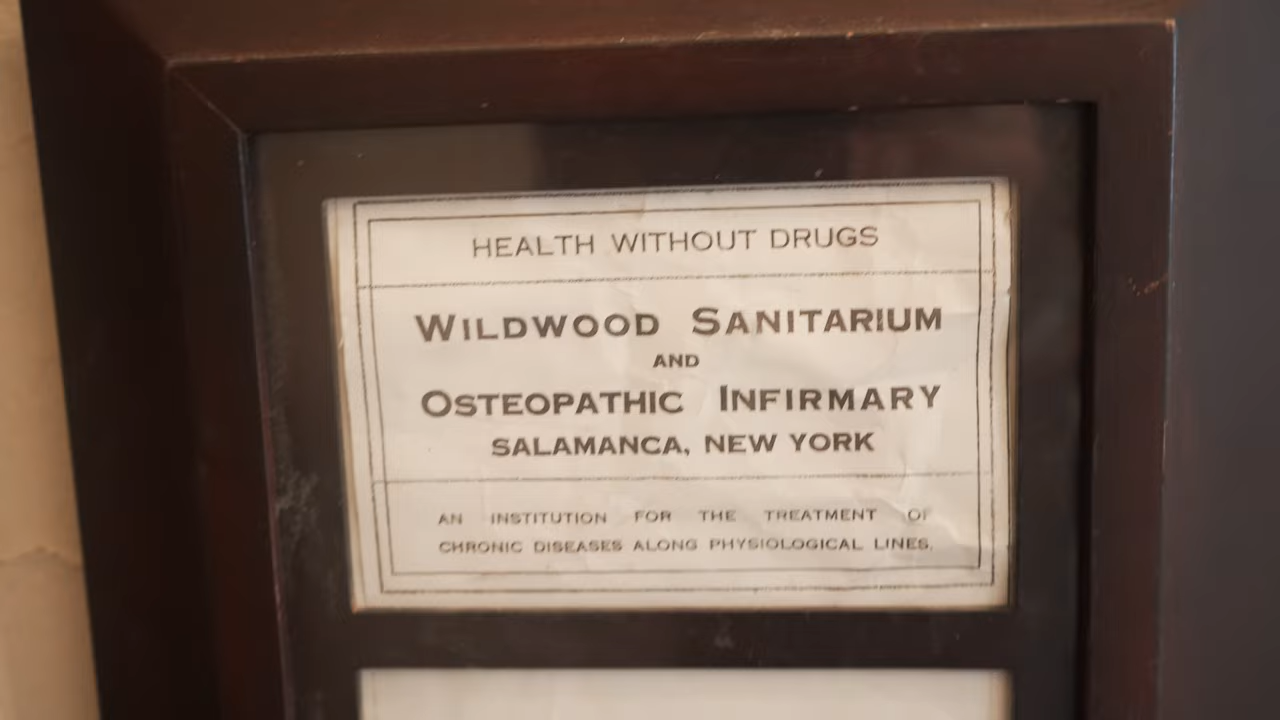 HEALTH WITHOUT DRUGS
WILDWOOD SANITARIUM
AND
OSTEOPATHIC INFIRMARY
SALAMANCA, NEW YORK
AN INSTITUTION FOR THE TREATMENT OF
CHRONIC DISEASES ALONG PHYSIOLOGICAL LINES.